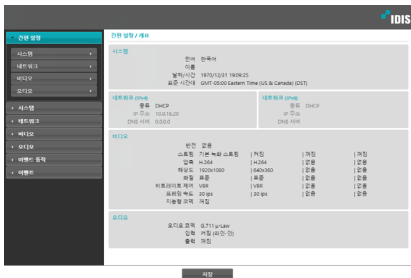 IDIS
간편 설정
간편 설정 / 개요
시스템
네트워크
비디오
오디오
시스템
네트워크
비디오
오디오
이벤트 동작
이벤트
시스템
언어 한국어
이름
날짜/시간 1970/12/31 19:09:25
표준 시간대 GMT-05:00 Eastern Time (US & Canada) (DST)
네트워크 (IPv4)
종류 DHCP
IP 주소 10.0.16.20
DNS 서버 0.0.0.0
네트워크 (IPv6)
종류 DHCP
IP 주소
DNS 서버
비디오
반전 없음
스트림 기본 녹화 스트림 | 켜짐 | 꺼짐 | 꺼짐
압축 H.264 | H.264 | 없음 | 없음
해상도 1920x1080 | 640x360 | 없음 | 없음
화질 표준 | 표준 | 없음 | 없음
비트레이트 제어 VBR | VBR | 없음 | 없음
프레임 속도 30 ips | 30 ips | 없음 | 없음
지능형 코덱 꺼짐
오디오
오디오 코덱 G.711 μ-Law
입력 켜짐 (라인-인)
출력 꺼짐
저장